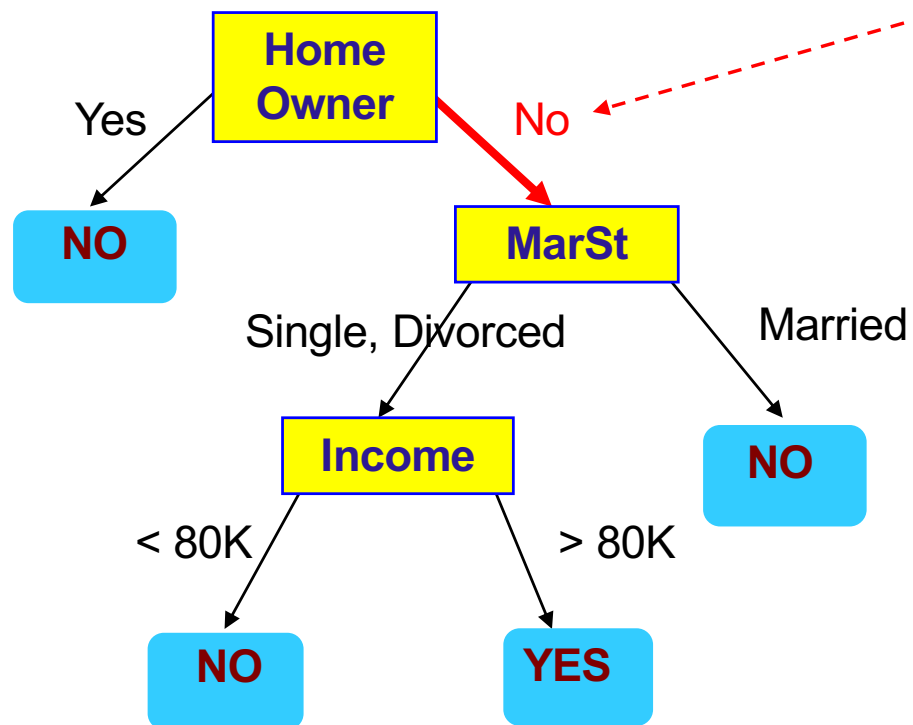 Home
Owner
Yes
No
NO
MarSt
Single, Divorced
Married
Income
NO
< 80K
> 80K
NO
YES